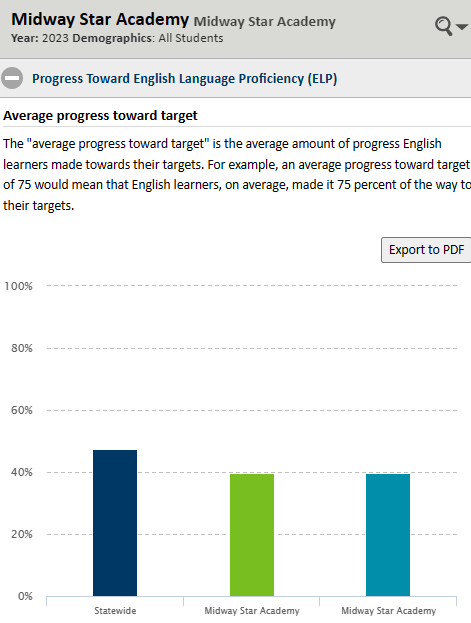 Midway Star Academy Midway Star Academy
Year: 2023 Demographics: All Students
Progress Toward English Language Proficiency (ELP)
Average progress toward target
The "average progress toward target" is the average amount of progress English
learners made towards their targets. For example, an average progress toward target
of 75 would mean that English learners, on average, made it 75 percent of the way to
their targets.
Export to PDF
100%
80%
60%
40%
20%
0%
Statewide Midway Star Academy Midway Star Academy